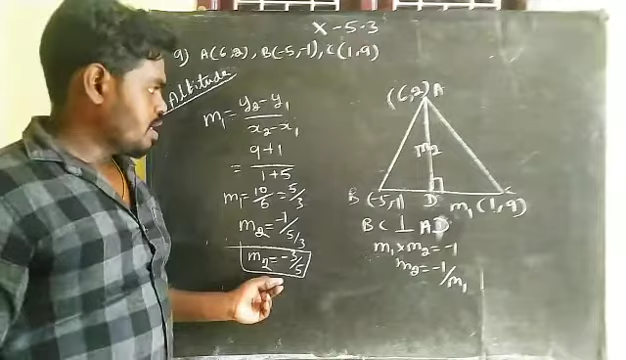 X - 5.3
9) A(6,2), B(-5,-1), C(1,9)
Altitude
m₁ = y₂-y₁ / x₂-x₁
= 9+1 / 1+5
m₁ = 10/6 = 5/3
m₂ = -1 / 5/3
m₂ = -3/5
(6,2) A
m₂
B (-5,-1) D m₁ (1,9) C
BC ⊥ AD
m₁ x m₂ = -1
m₂ = -1/m₁